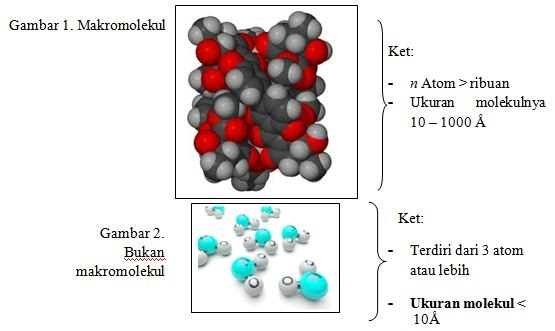 Gambar 1. Makromolekul
Ket:
- n Atom > ribuan
- Ukuran molekulnya
10 – 1000 Å
Gambar 2.
Bukan
makromolekul
Ket:
- Terdiri dari 3 atom
atau lebih
- Ukuran molekul <
10Å